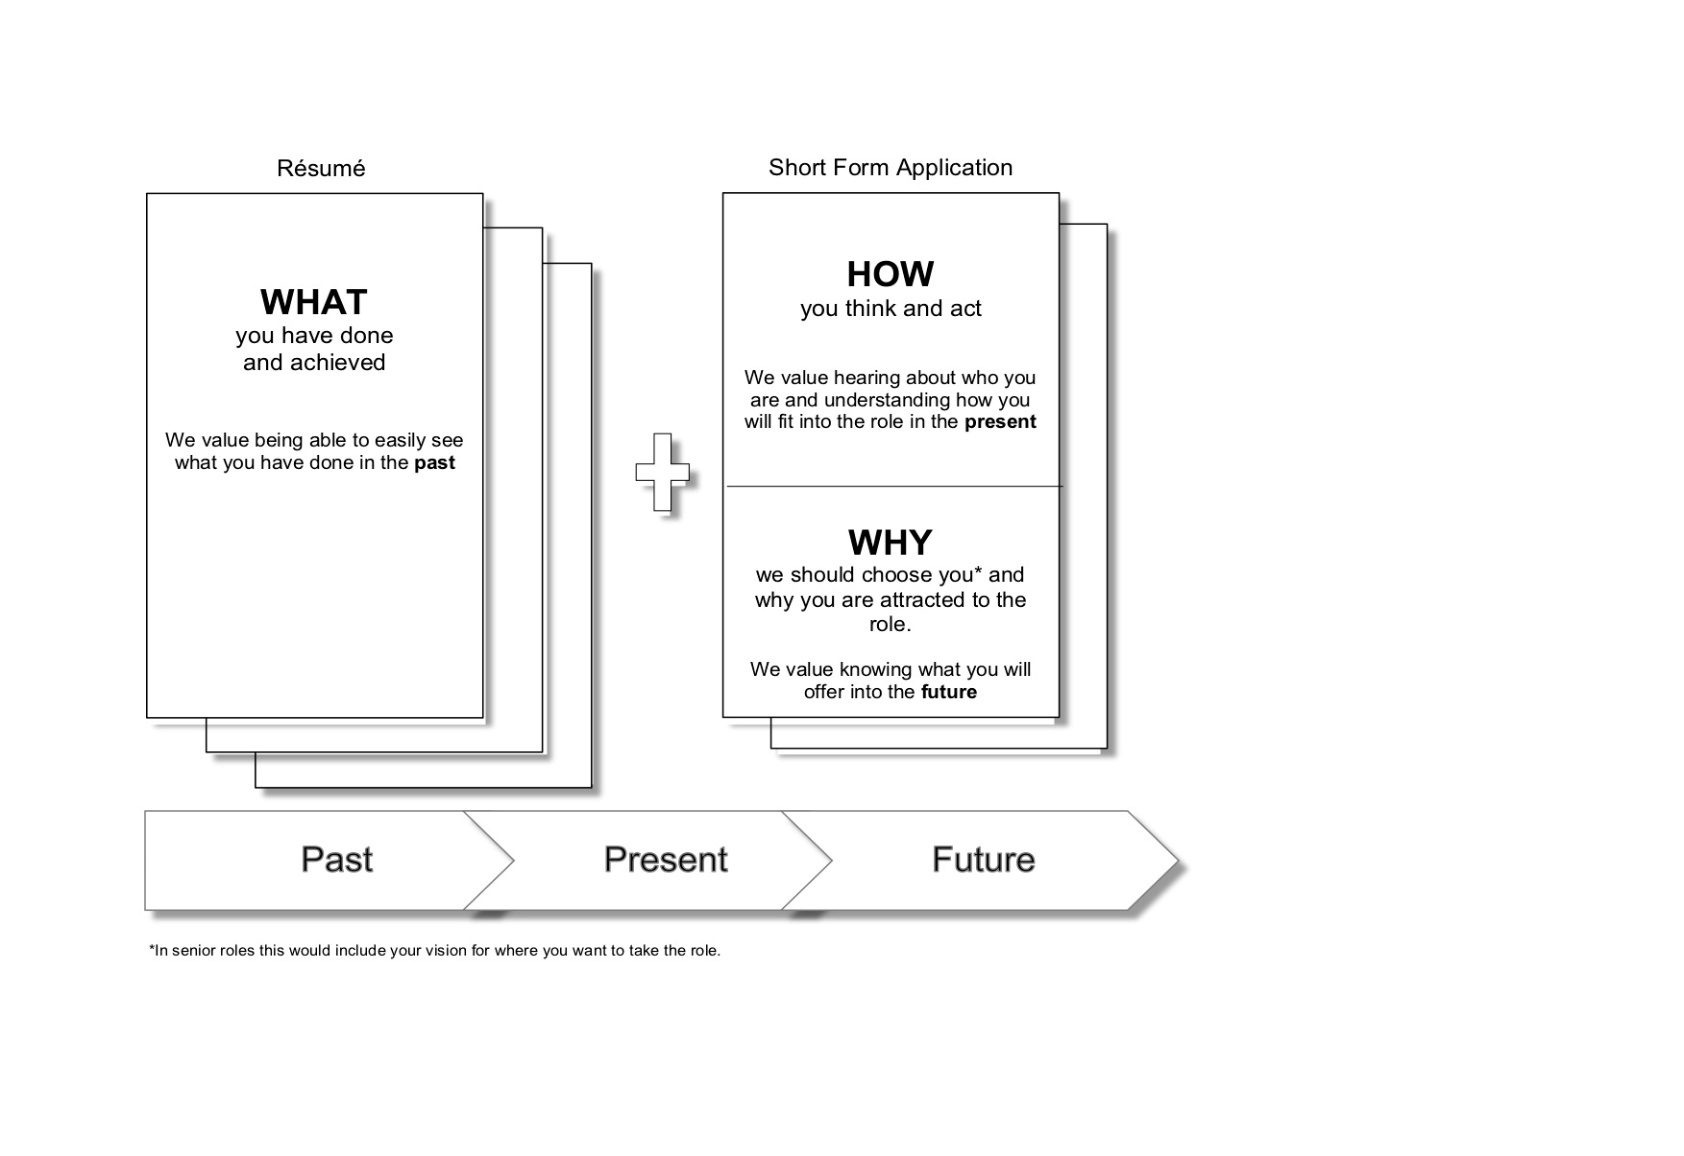 Résumé
WHAT
you have done
and achieved
We value being able to easily see
what you have done in the past
Short Form Application
HOW
you think and act
We value hearing about who you
are and understanding how you
will fit into the role in the present
WHY
we should choose you* and
why you are attracted to the
role.
We value knowing what you will
offer into the future
Past
Present
Future
*In senior roles this would include your vision for where you want to take the role.